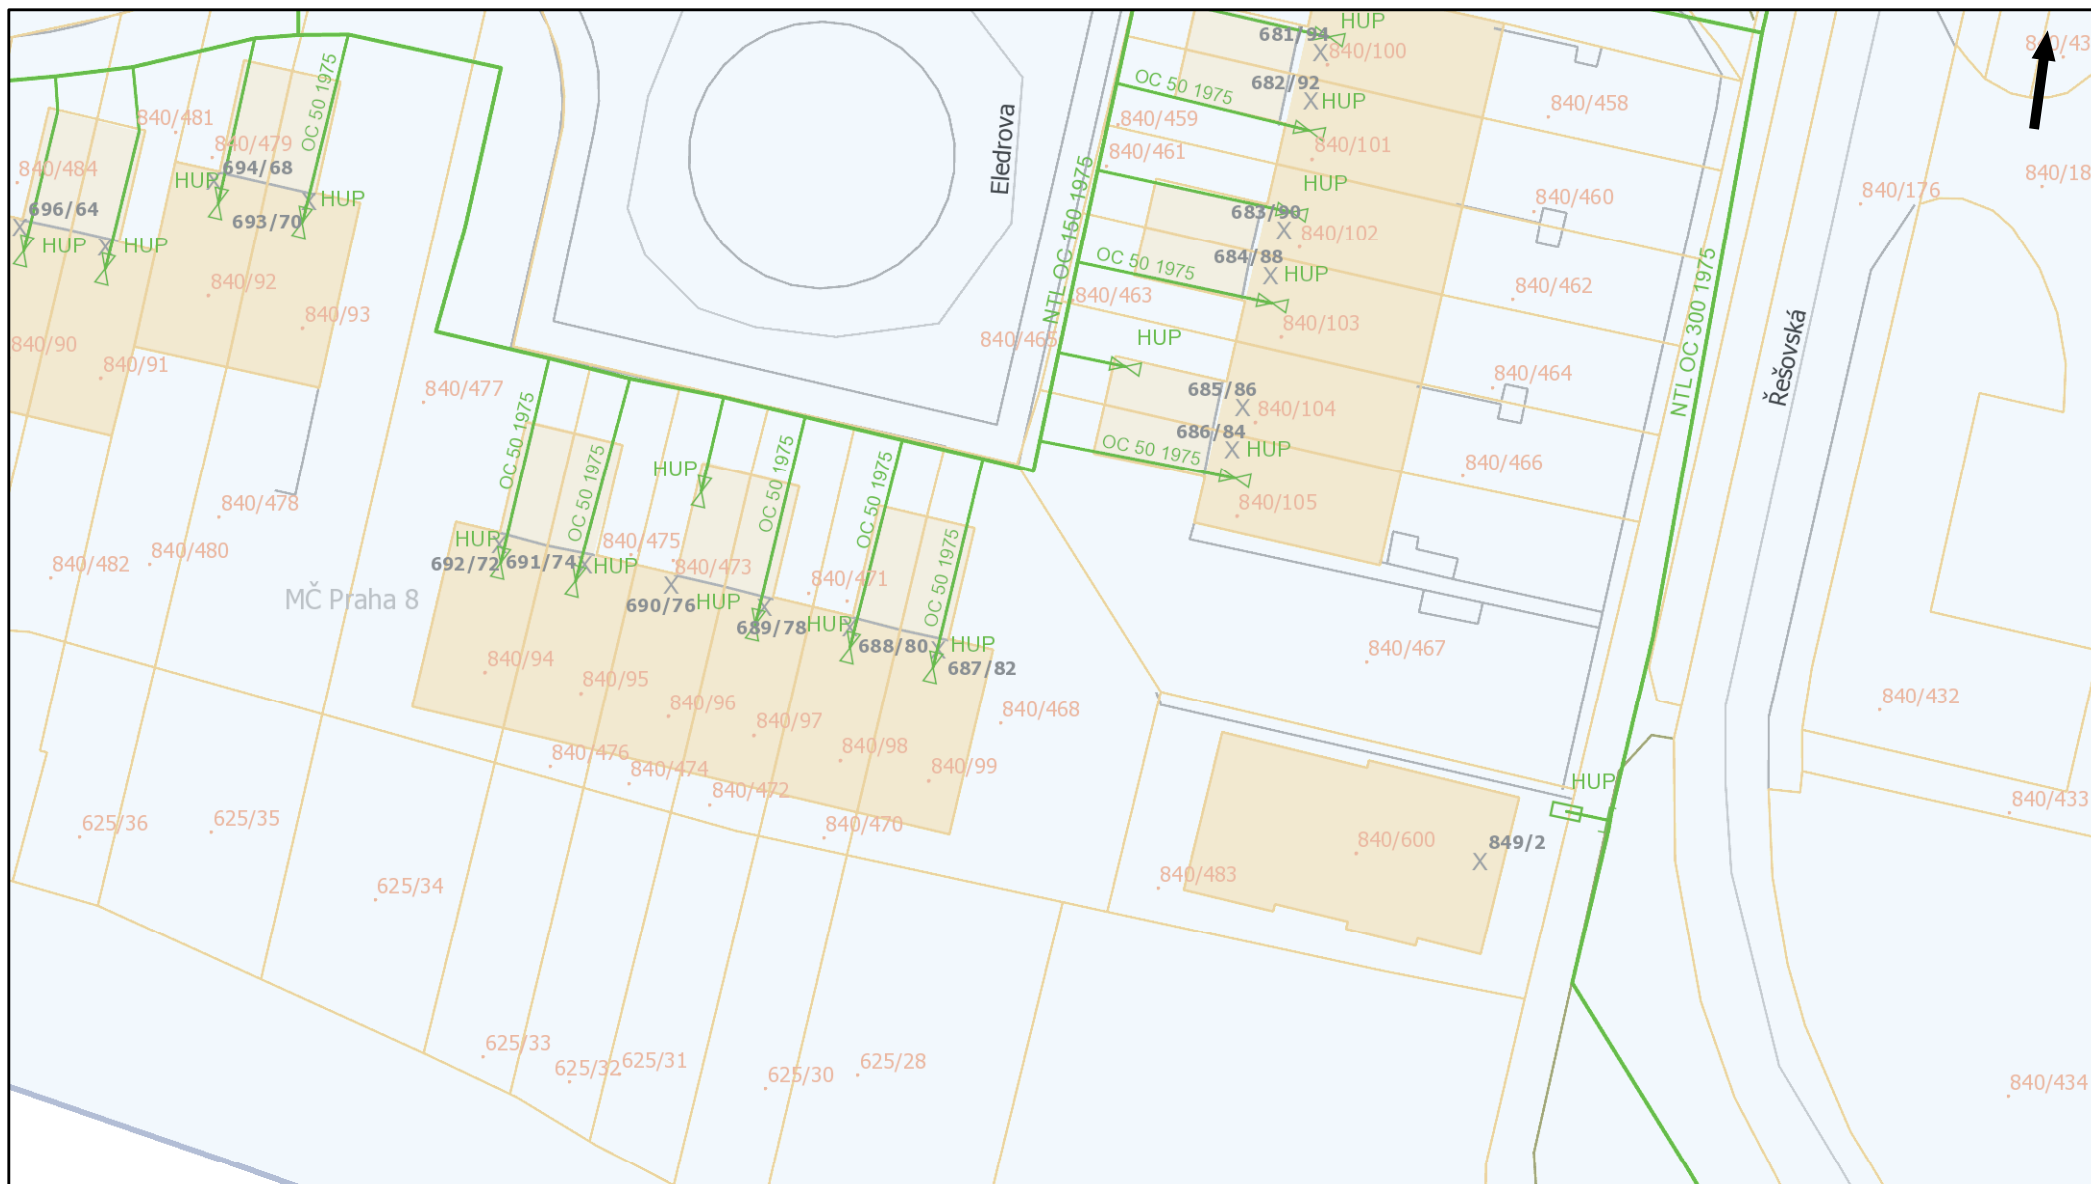 HUP
681/94
840/100
840/43
682/92
OC 50 1975
HUP
840/458
840/459
840/101
840/461
840/481
840/479
OC 50 1975
840/484
694/68
HUP
HUP
693/70
696/64
HUP
HUP
840/92
840/93
840/90
840/91
Eledrova
NTL OC 150 1975
HUP
683/90
840/102
840/460
684/88
OC 50 1975
HUP
840/462
840/463
840/103
840/465
HUP
840/176
840/18
NTL OC 300 1975
Řešovská
840/464
685/86
840/104
686/84
OC 50 1975
HUP
840/466
840/105
840/477
OC 50 1975
OC 50 1975
HUP
OC 50 1975
OC 50 1975
OC 50 1975
840/478
840/480
840/482
MČ Praha 8
HUP
692/72
691/74
HUP
840/475
840/473
840/471
690/76
HUP
689/78
HUP
688/80
HUP
687/82
840/94
840/95
840/96
840/97
840/98
840/99
840/468
840/467
840/432
840/476
840/474
840/472
840/470
HUP
840/433
849/2
840/600
840/483
625/36
625/35
625/34
625/33
625/32
625/31
625/30
625/28
840/434